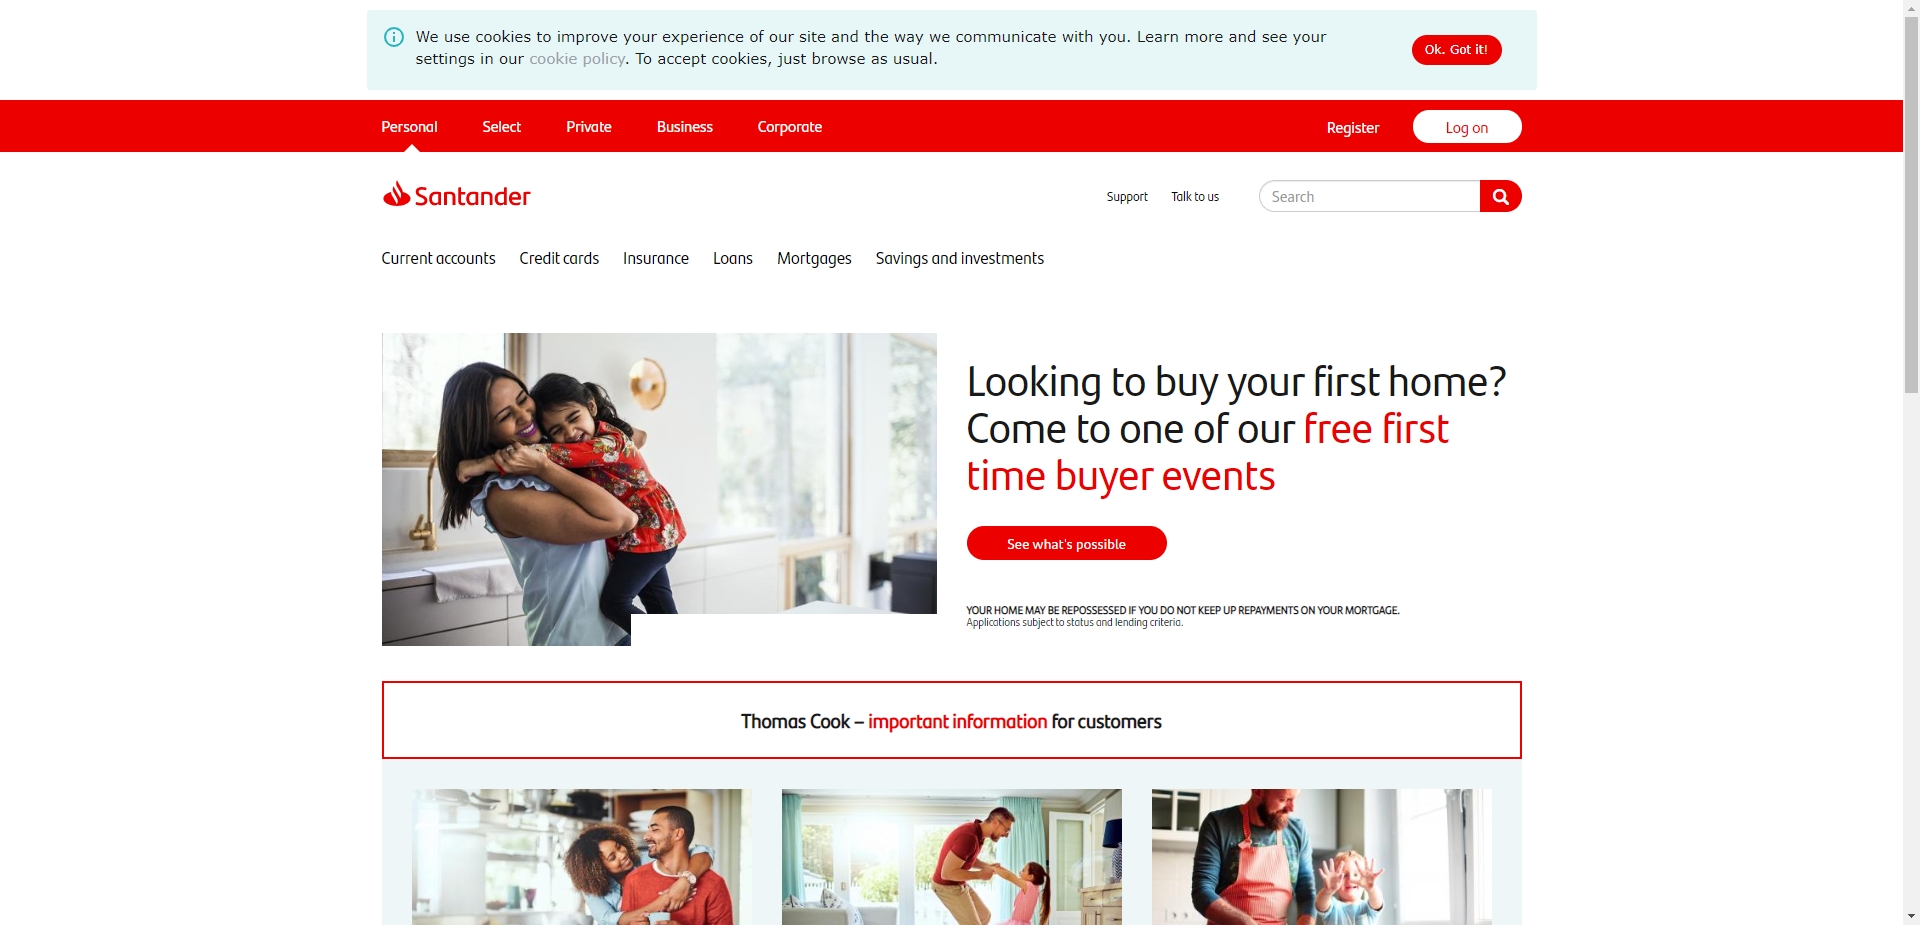 We use cookies to improve your experience of our site and the way we communicate with you. Learn more and see your
settings in our cookie policy. To accept cookies, just browse as usual.
Ok. Got it!
Personal
Select
Private
Business
Corporate
Register
Log on
Santander
Support
Talk to us
Search
Current accounts
Credit cards
Insurance
Loans
Mortgages
Savings and investments
Looking to buy your first home?
Come to one of our free first
time buyer events
See what's possible
YOUR HOME MAY BE REPOSSESSED IF YOU DO NOT KEEP UP REPAYMENTS ON YOUR MORTGAGE.
Applications subject to status and lending criteria.
Thomas Cook – important information for customers